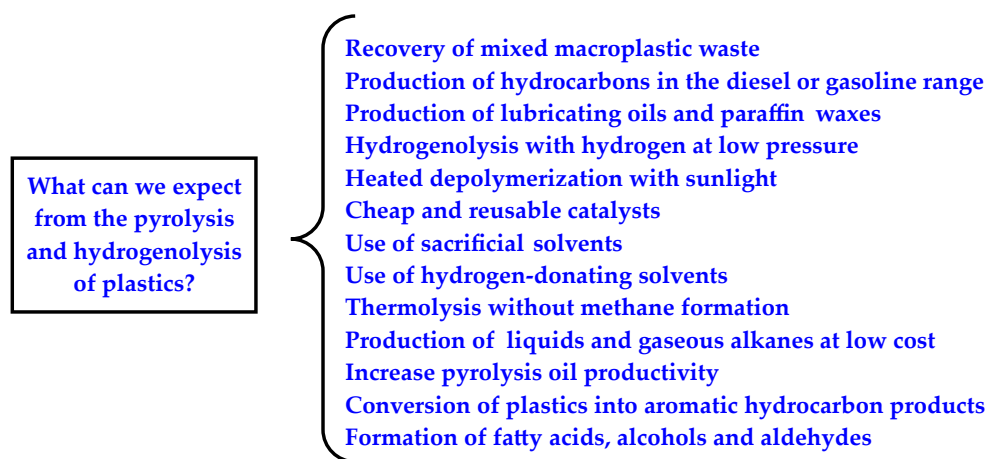 What can we expect
from the pyrolysis
and hydrogenolysis
of plastics?
Recovery of mixed macroplastic waste
Production of hydrocarbons in the diesel or gasoline range
Production of lubricating oils and paraffin waxes
Hydrogenolysis with hydrogen at low pressure
Heated depolymerization with sunlight
Cheap and reusable catalysts
Use of sacrificial solvents
Use of hydrogen-donating solvents
Thermolysis without methane formation
Production of liquids and gaseous alkanes at low cost
Increase pyrolysis oil productivity
Conversion of plastics into aromatic hydrocarbon products
Formation of fatty acids, alcohols and aldehydes